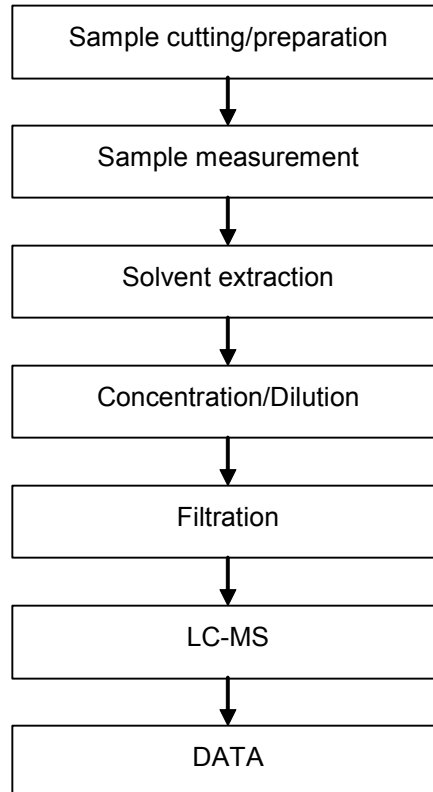 Sample cutting/preparation
Sample measurement
Solvent extraction
Concentration/Dilution
Filtration
LC-MS
DATA